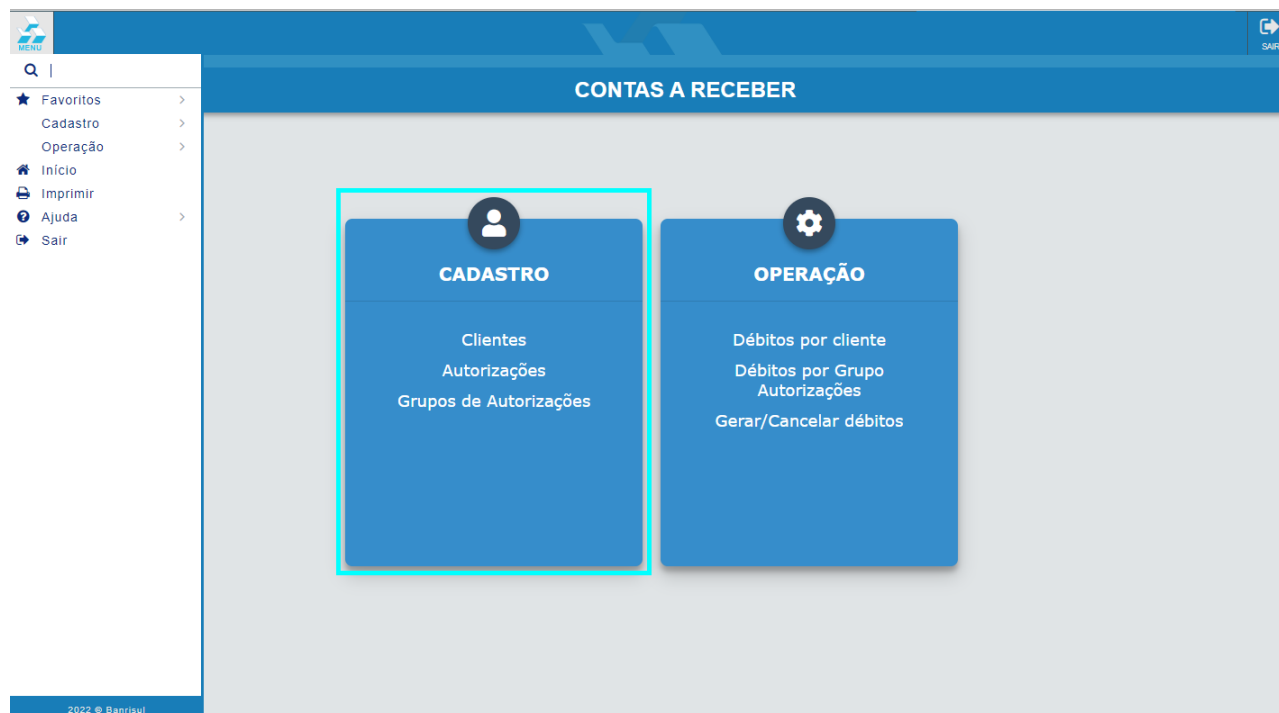 MENU
SAIR
Favoritos
Cadastro
Operação
Início
Imprimir
Ajuda
Sair
2022 © Banrisul
CONTAS A RECEBER
CADASTRO
Clientes
Autorizações
Grupos de Autorizações
OPERAÇÃO
Débitos por cliente
Débitos por Grupo
Autorizações
Gerar/Cancelar débitos